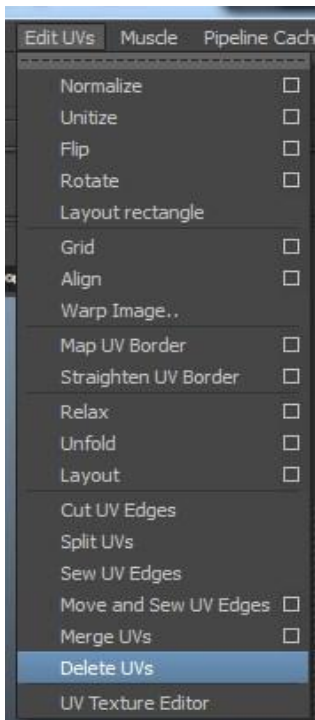 Edit UVs Muscle Pipeline Cach
Normalize
Unitize
Flip
Rotate
Layout rectangle
Grid
Align
Warp Image..
Map UV Border
Straighten UV Border
Relax
Unfold
Layout
Cut UV Edges
Split UVs
Sew UV Edges
Move and Sew UV Edges
Merge UVs
Delete UVs
UV Texture Editor